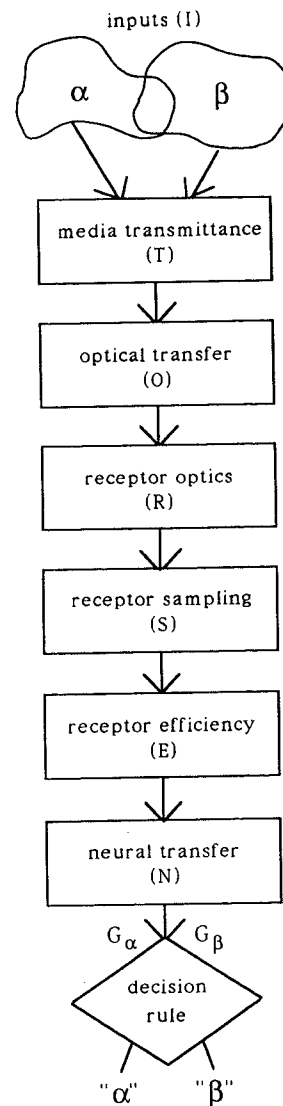 inputs (I)
α β
media transmittance
(T)
optical transfer
(O)
receptor optics
(R)
receptor sampling
(S)
receptor efficiency
(E)
neural transfer
(N)
Gα Gβ
decision
rule
"α" "β"